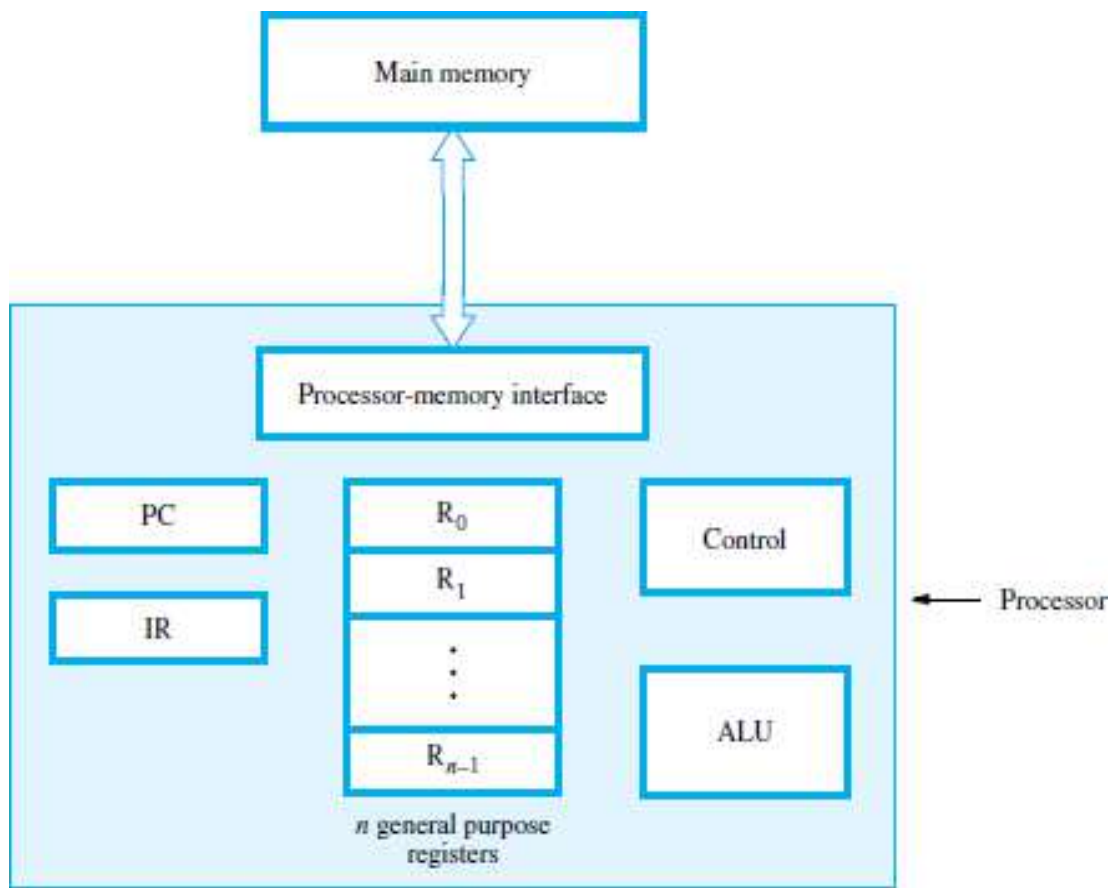 Main memory
Processor-memory interface
PC
R0
Control
R1
Processor
IR
⋮
ALU
Rn–1
n general purpose
registers